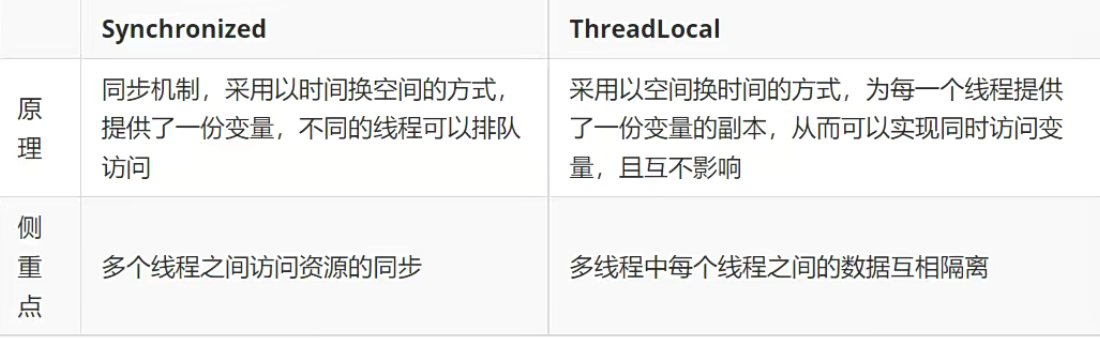 Synchronized
ThreadLocal
原
理
同步机制，采用以时间换空间的方式，
提供了一份变量，不同的线程可以排队
访问
采用以空间换时间的方式，为每一个线程提供
了一份变量的副本，从而可以实现同时访问变
量，且互不影响
侧
重
点
多个线程之间访问资源的同步
多线程中每个线程之间的数据互相隔离